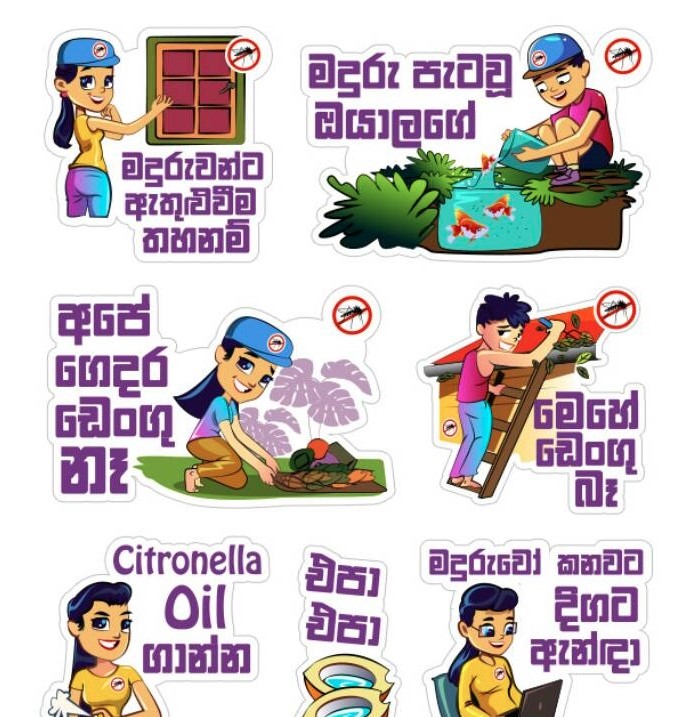 මදුරුවන්ට
ඇතුළුවීම
තහනම්
මදුරු පැටවූ
ඔයාලගේ
අපේ
ගෙදර
ඩෙංගු
නෑ
මෙහේ
ඩෙංගු
බෑ
Citronella
Oil
ගාන්න
එපා
එපා
මදුරුවෝ කනවට
දිගට
ඇන්ඳා